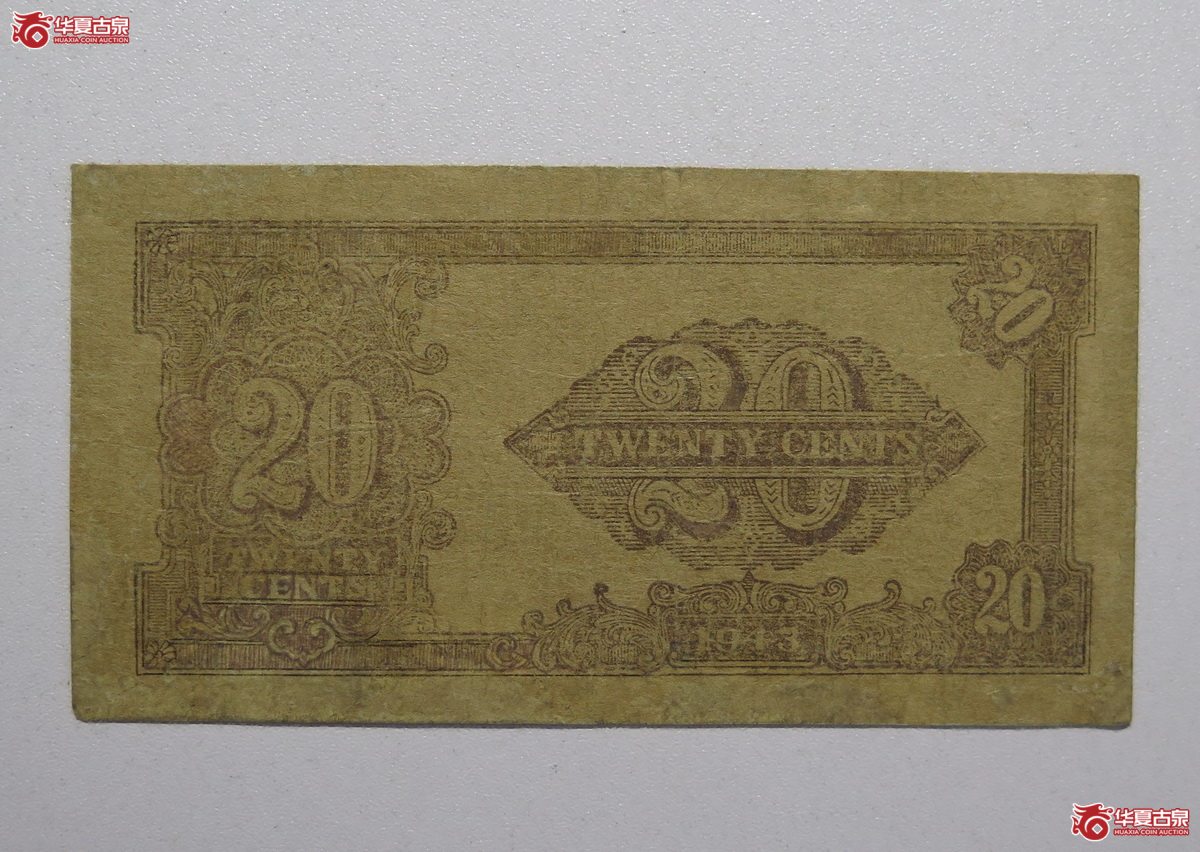 华夏古泉
HUAXIA COIN AUCTION
20
20
20
TWENTY CENTS
TWENTY
CENTS
1943
20
华夏古泉
HUAXIA COIN AUCTION